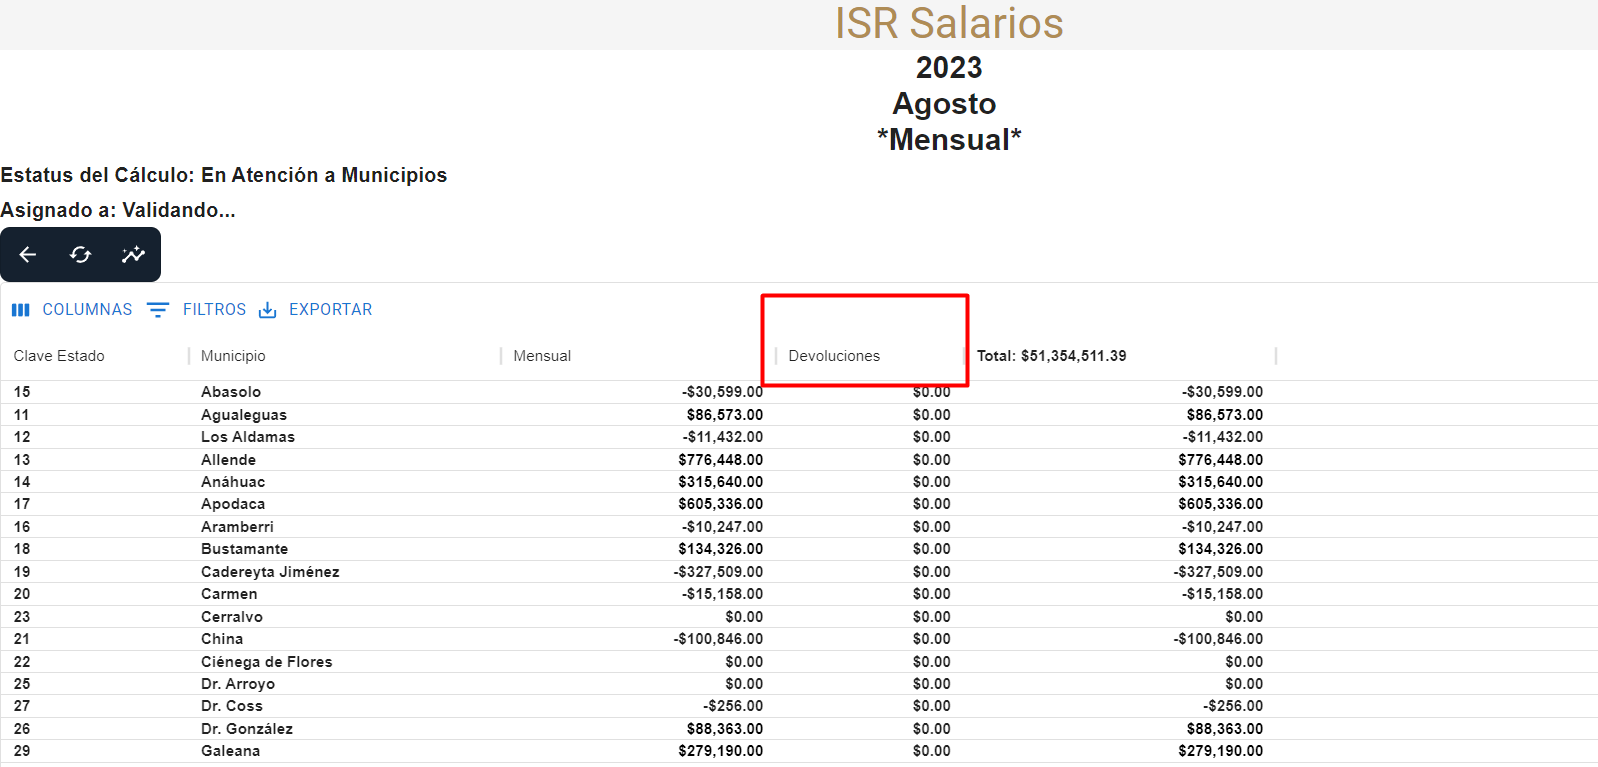 ISR Salarios
2023
Agosto
*Mensual*
Estatus del Cálculo: En Atención a Municipios
Asignado a: Validando...
COLUMNAS FILTROS EXPORTAR
Clave Estado Municipio Mensual Devoluciones Total: $51,354,511.39
15 Abasolo -$30,599.00 $0.00 -$30,599.00
11 Agualeguas $86,573.00 $0.00 $86,573.00
12 Los Aldamas -$11,432.00 $0.00 -$11,432.00
13 Allende $776,448.00 $0.00 $776,448.00
14 Anáhuac $315,640.00 $0.00 $315,640.00
17 Apodaca $605,336.00 $0.00 $605,336.00
16 Aramberri -$10,247.00 $0.00 -$10,247.00
18 Bustamante $134,326.00 $0.00 $134,326.00
19 Cadereyta Jiménez -$327,509.00 $0.00 -$327,509.00
20 Carmen -$15,158.00 $0.00 -$15,158.00
23 Cerralvo $0.00 $0.00 $0.00
21 China -$100,846.00 $0.00 -$100,846.00
22 Ciénega de Flores $0.00 $0.00 $0.00
25 Dr. Arroyo $0.00 $0.00 $0.00
27 Dr. Coss -$256.00 $0.00 -$256.00
26 Dr. González $88,363.00 $0.00 $88,363.00
29 Galeana $279,190.00 $0.00 $279,190.00